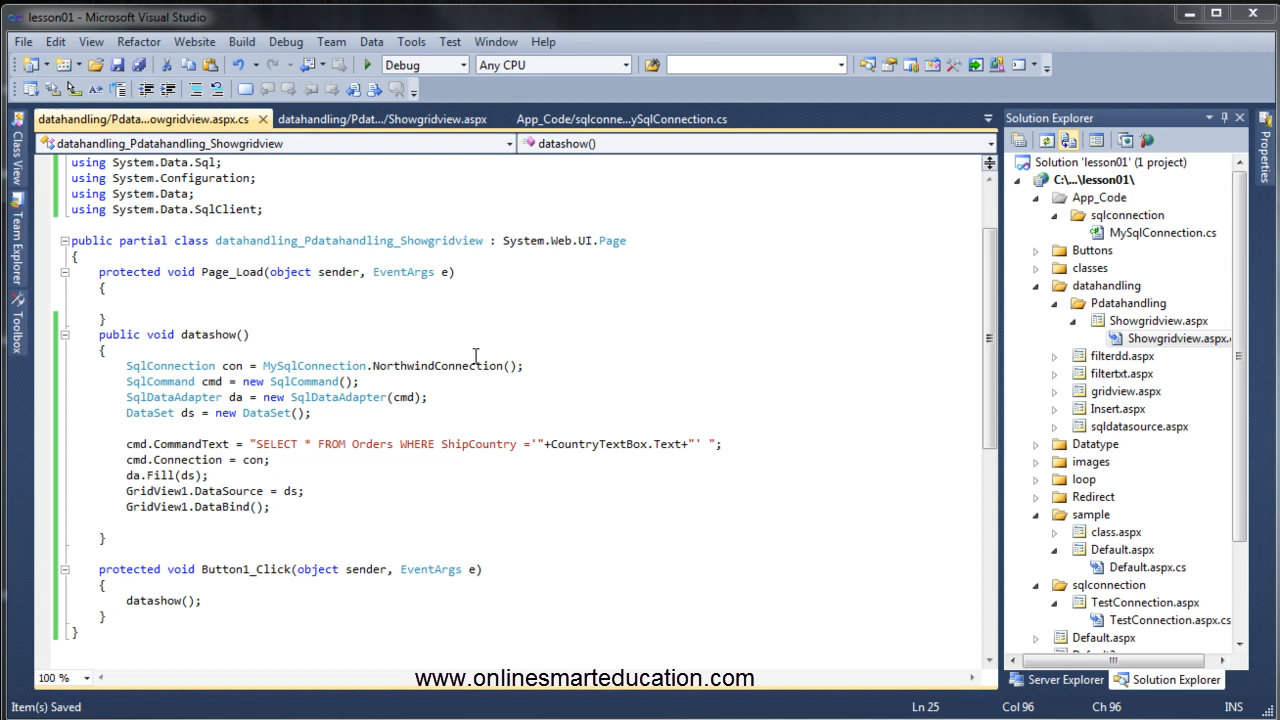 lesson01 - Microsoft Visual Studio
File Edit View Refactor Website Build Debug Team Data Tools Test Window Help
Debug Any CPU
datahandling/Pdata...owgridview.aspx.cs datahandling/Pdat.../Showgridview.aspx App_Code/sqlconne...ySqlConnection.cs
datahandling_Pdatahandling_Showgridview datashow()
using System.Data.Sql;
using System.Configuration;
using System.Data;
using System.Data.SqlClient;
public partial class datahandling_Pdatahandling_Showgridview : System.Web.UI.Page
{
protected void Page_Load(object sender, EventArgs e)
{
}
public void datashow()
{
SqlConnection con = MySqlConnection.NorthwindConnection();
SqlCommand cmd = new SqlCommand();
SqlDataAdapter da = new SqlDataAdapter(cmd);
DataSet ds = new DataSet();
cmd.CommandText = "SELECT * FROM Orders WHERE ShipCountry ='"+CountryTextBox.Text+"' ";
cmd.Connection = con;
da.Fill(ds);
GridView1.DataSource = ds;
GridView1.DataBind();
}
protected void Button1_Click(object sender, EventArgs e)
{
datashow();
}
}
100 %
www.onlinesmarteducation.com
Class View
Team Explorer
Toolbox
Solution Explorer
Solution 'lesson01' (1 project)
C:\...\lesson01\
App_Code
sqlconnection
MySqlConnection.cs
Buttons
classes
datahandling
Pdatahandling
Showgridview.aspx
Showgridview.aspx.
filterdd.aspx
filtertxt.aspx
gridview.aspx
Insert.aspx
sqldatasource.aspx
Datatype
images
loop
Redirect
sample
class.aspx
Default.aspx
Default.aspx.cs
sqlconnection
TestConnection.aspx
TestConnection.aspx.cs
Default.aspx
Server Explorer Solution Explorer
Properties
Item(s) Saved Ln 25 Col 96 Ch 96 INS